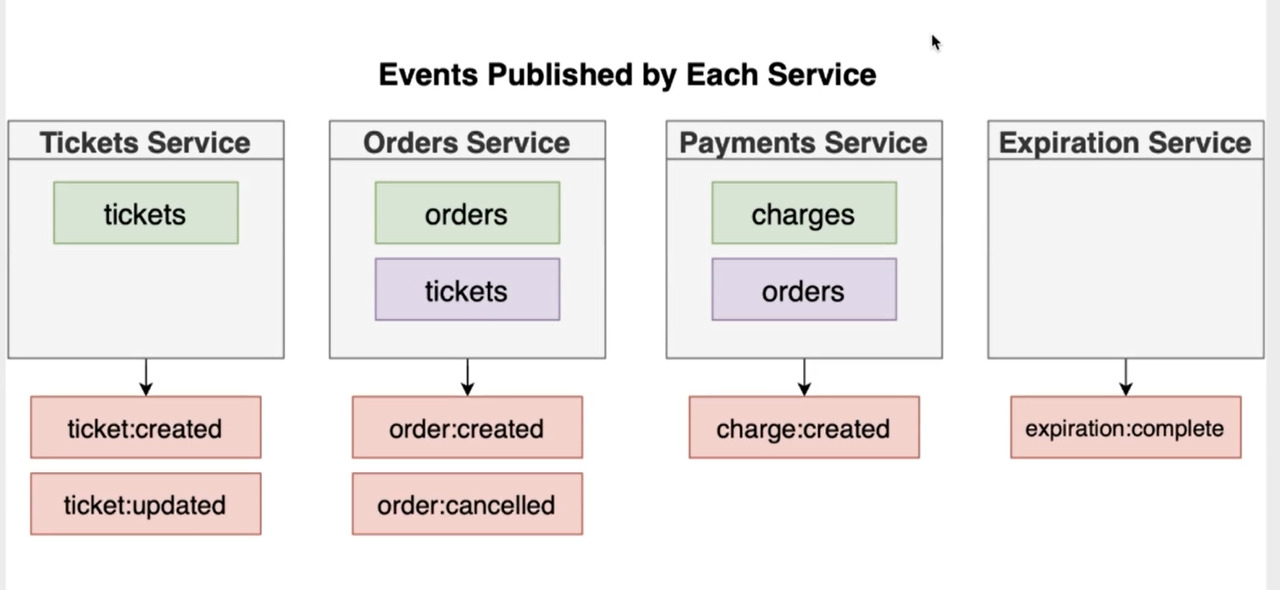 Events Published by Each Service
Tickets Service
tickets
ticket:created
ticket:updated
Orders Service
orders
tickets
order:created
order:cancelled
Payments Service
charges
orders
charge:created
Expiration Service
expiration:complete